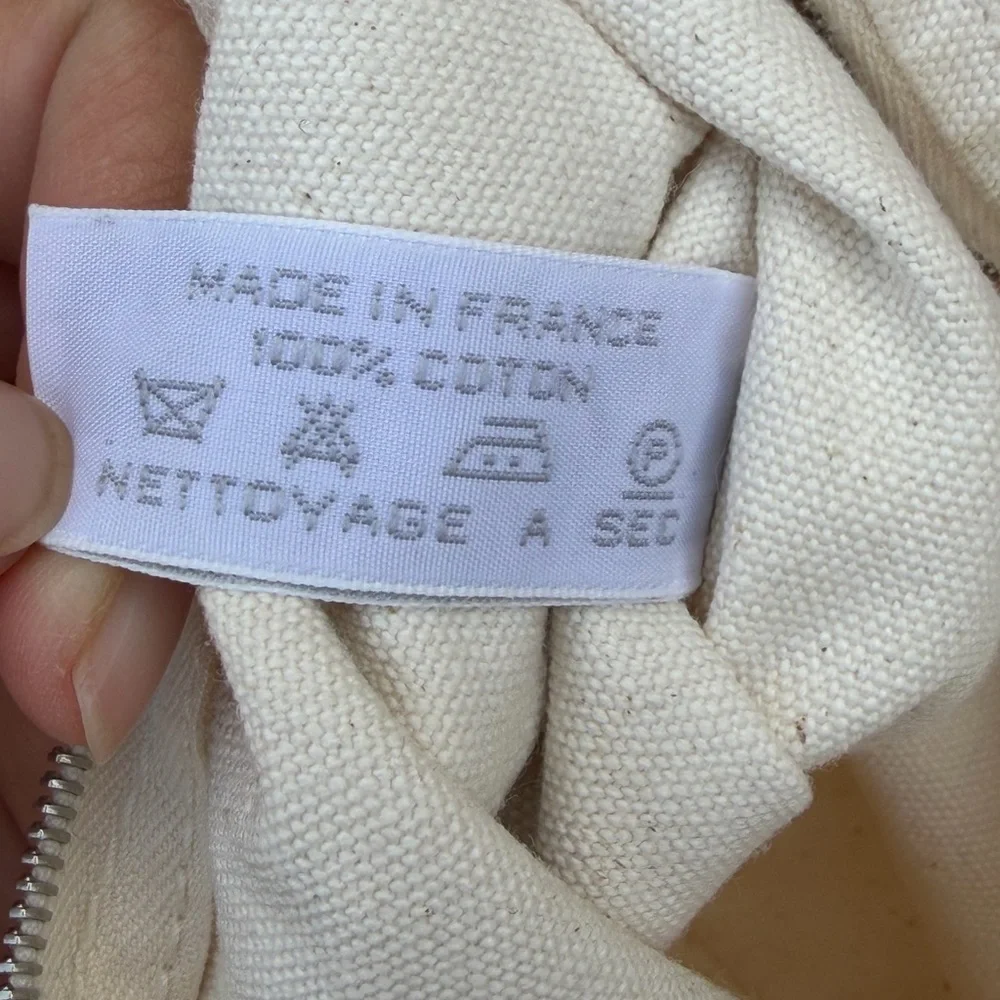 MADE IN FRANCE
100% COTON
P
NETTOYAGE A SEC